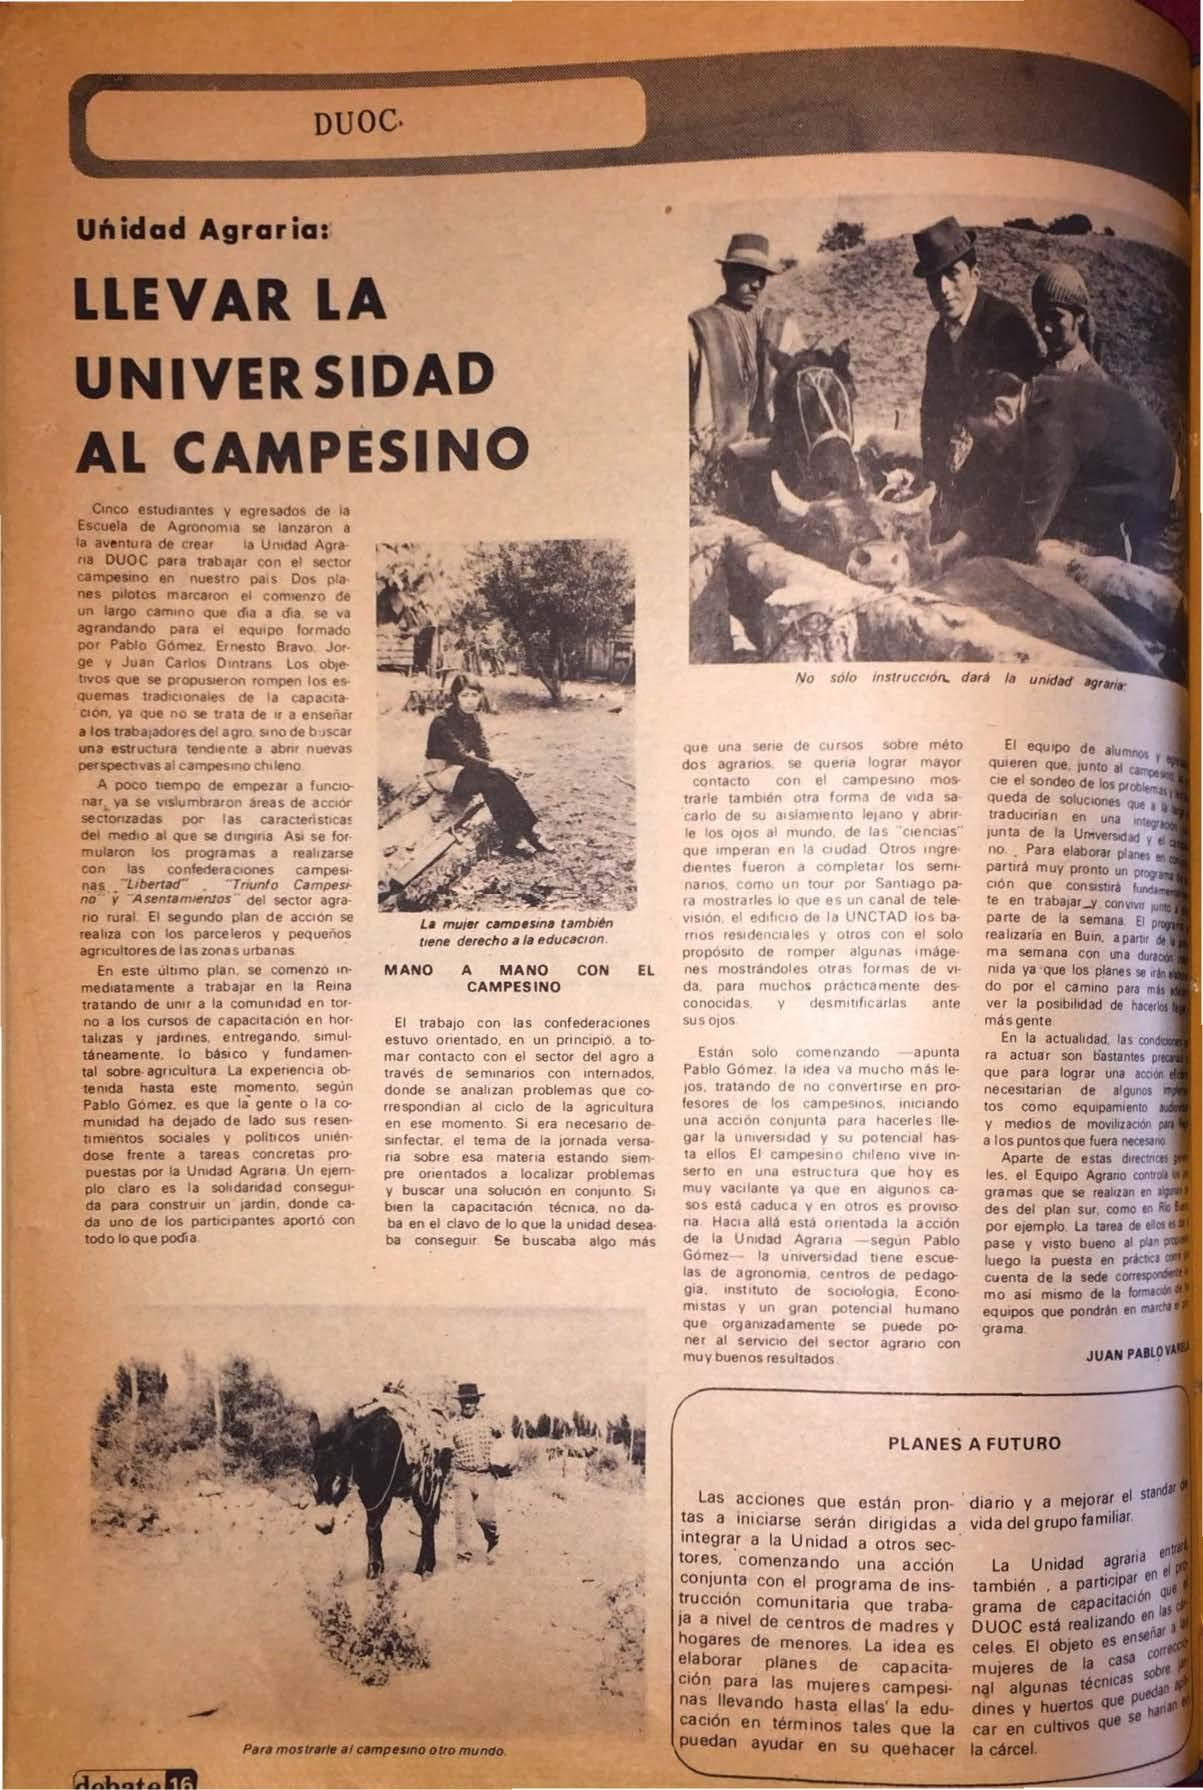 DUOC.
Uńidad Agraria:
LLEVAR LA
UNIVERSIDAD
AL CAMPESINO
Cinco estudiantes y egresados de la
Escuela de Agronomia se lanzaron a
la aventura de crear la Unidad Agra-
ria DUOC para trabajar con el sector
campesino en nuestro pais Dos pla-
nes pilotos marcaron el comienzo de
un largo camino que dia a dia, se va
agrandando para el equipo formado
por Pablo Gómez, Ernesto Bravo, Jor-
ge y Juan Carlos Dintrans. Los obje-
tivos que se propusieron rompen los es-
quemas tradicionales de la capacita-
ción, ya que no se trata de ir a enseñar
a los trabajadores del agro, sino de buscar
una estructura tendiente a abrir nuevas
perspectivas al campesino chileno.
A poco tiempo de empezar a funcio-
nar, ya se vislumbraron áreas de acción
sectorizadas por las caracteristicas
del medio al que se dirigiria Asi se for-
mularon los programas a realizarse
con las confederaciones campesi-
nas "Libertad" , "Triunfo Campesi-
no" y "Asentamientos" del sector agra-
rio rural. El segundo plan de acción se
realiza con los parceleros y pequeños
agricultores de las zonas urbanas.
En este último plan, se comenzó in-
mediatamente a trabajar en la Reina
tratando de unir a la comunidad en tor-
no a los cursos de capacitación en hor-
talizas y jardines, entregando, simul-
táneamente, lo básico y fundamen-
tal sobre agricultura. La experiencia ob-
tenida hasta este momento, según
Pablo Gómez, es que la gente o la co-
munidad ha dejado de lado sus resen-
timientos sociales y politicos unién-
dose frente a tareas concretas pro-
puestas por la Unidad Agraria. Un ejem-
plo claro es la solidaridad consegui-
da para construir un jardin, donde ca-
da uno de los participantes aportó con
todo lo que podia.
La mujer campesina también
tiene derecho a la educacion.
MANO A MANO CON EL
CAMPESINO
El trabajo con las confederaciones
estuvo orientado, en un principió, a to-
mar contacto con el sector del agro a
través de seminarios con internados,
donde se analizan problemas que co-
rrespondian al ciclo de la agricultura
en ese momento. Si era necesario de-
sinfectar, el tema de la jornada versa-
ria sobre esa materia estando siem-
pre orientados a localizar problemas
y buscar una solución en conjunto. Si
bien la capacitación técnica, no da-
ba en el clavo de lo que la unidad desea-
ba conseguir. Se buscaba algo más
No sólo instrucción, dará la unidad agraria.
que una serie de cursos sobre méto
dos agrarios, se queria lograr mayor
contacto con el campesino mos-
trarle también otra forma de vida sa-
carlo de su aislamiento lejano y abrir-
le los ojos al mundo, de las "ciencias"
que imperan en la ciudad. Otros ingre-
dientes fueron a completar los semi-
narios, como un tour por Santiago pa-
ra mostrarles lo que es un canal de tele-
visión, el edificio de la UNCTAD los ba-
rrios residenciales y otros con el solo
propósito de romper algunas imáge-
nes mostrándoles otras formas de vi-
da, para muchos prácticamente des-
conocidas, y desmitificarlas ante
sus ojos.
Están solo comenzando —apunta
Pablo Gómez, la idea va mucho más le-
jos, tratando de no convertirse en pro-
fesores de los campesinos, iniciando
una acción conjunta para hacerles lle-
gar la universidad y su potencial has-
ta ellos El campesino chileno vive in-
serto en una estructura que hoy es
muy vacilante ya que en algunos ca-
sos está caduca y en otros es proviso-
ria. Hacia allá está orientada la acción
de la Unidad Agraria —según Pablo
Gómez— la universidad tiene escue-
las de agronomia, centros de pedago-
gia, instituto de sociologia, Econo-
mistas y un gran potencial humano
que organizadamente se puede po-
ner al servicio del sector agrario con
muy buenos resultados.
El equipo de alumnos y
quieren que, junto al
cie el sondeo de los problemas y
queda de soluciones que a la
traducirian en una integración
junta de la Universidad y el
no. Para elaborar planes en
partirá muy pronto un programa
ción que consistirá
te en trabajar y convivir junto a
parte de la semana. El
realizaria en Buin, a partir de la
ma semana con una duración
nida ya que los planes se irán
do por el camino para más
ver la posibilidad de hacerlos
más gente
En la actualidad, las
ra actuar son bastantes
que para lograr una acción
necesitarian de algunos
tos como equipamiento
y medios de movilización para
a los puntos que fuera necesario
Aparte de estas directrices
les, el Equipo Agrario controla los
gramas que se realizan en
des del plan sur, como en Rio
por ejemplo. La tarea de ellos es
pase y visto bueno al plan
luego la puesta en práctica
cuenta de la sede correspondiente
mo asi mismo de la formación de
equipos que pondrán en marcha el
grama.
JUAN PABLO
Para mostrarle al campesino otro mundo.
PLANES A FUTURO
Las acciones que están pron-
tas a iniciarse serán dirigidas a
integrar a la Unidad a otros sec-
tores, comenzando una acción
conjunta con el programa de ins-
trucción comunitaria que traba-
ja a nivel de centros de madres y
hogares de menores. La idea es
elaborar planes de capacita-
ción para las mujeres campesi-
nas llevando hasta ellas la edu-
cación en términos tales que la
puedan ayudar en su quehacer
diario y a mejorar el standar de
vida del grupo familiar.
La Unidad agraria entrará
también , a participar en el pro-
grama de capacitación que el
DUOC está realizando en las cár-
celes. El objeto es enseñar a las
mujeres de la casa correccio-
nal algunas técnicas sobre jar-
dines y huertos que puedan apli-
car en cultivos que se harian en
la cárcel.
debate 16